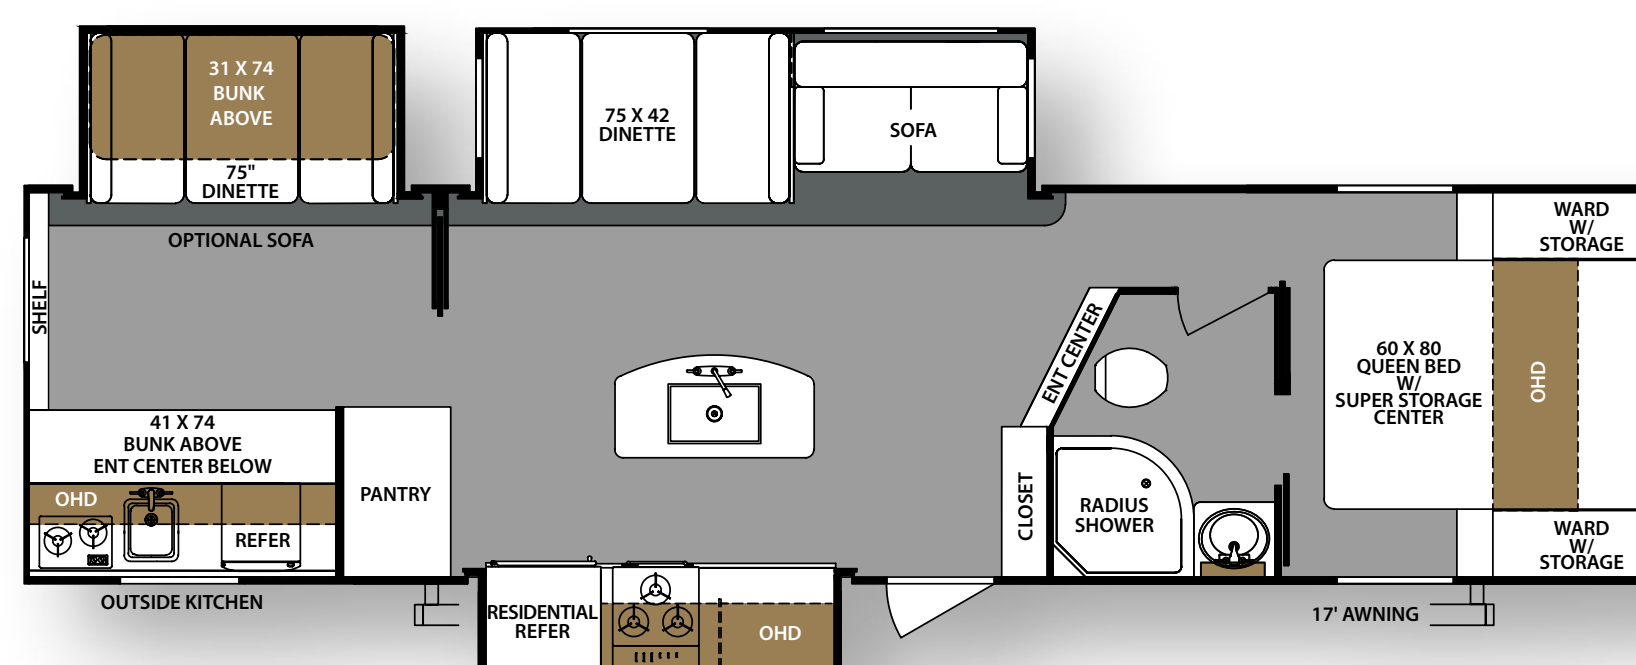 31 X 74
BUNK
ABOVE
75"
DINETTE
75 X 42
DINETTE
SOFA
WARD
W/
STORAGE
OPTIONAL SOFA
SHELF
ENT CENTER
60 X 80
QUEEN BED
W/
SUPER STORAGE
CENTER
OHD
41 X 74
BUNK ABOVE
ENT CENTER BELOW
OHD
REFER
PANTRY
CLOSET
RADIUS
SHOWER
WARD
W/
STORAGE
OUTSIDE KITCHEN
RESIDENTIAL
REFER
OHD
17' AWNING